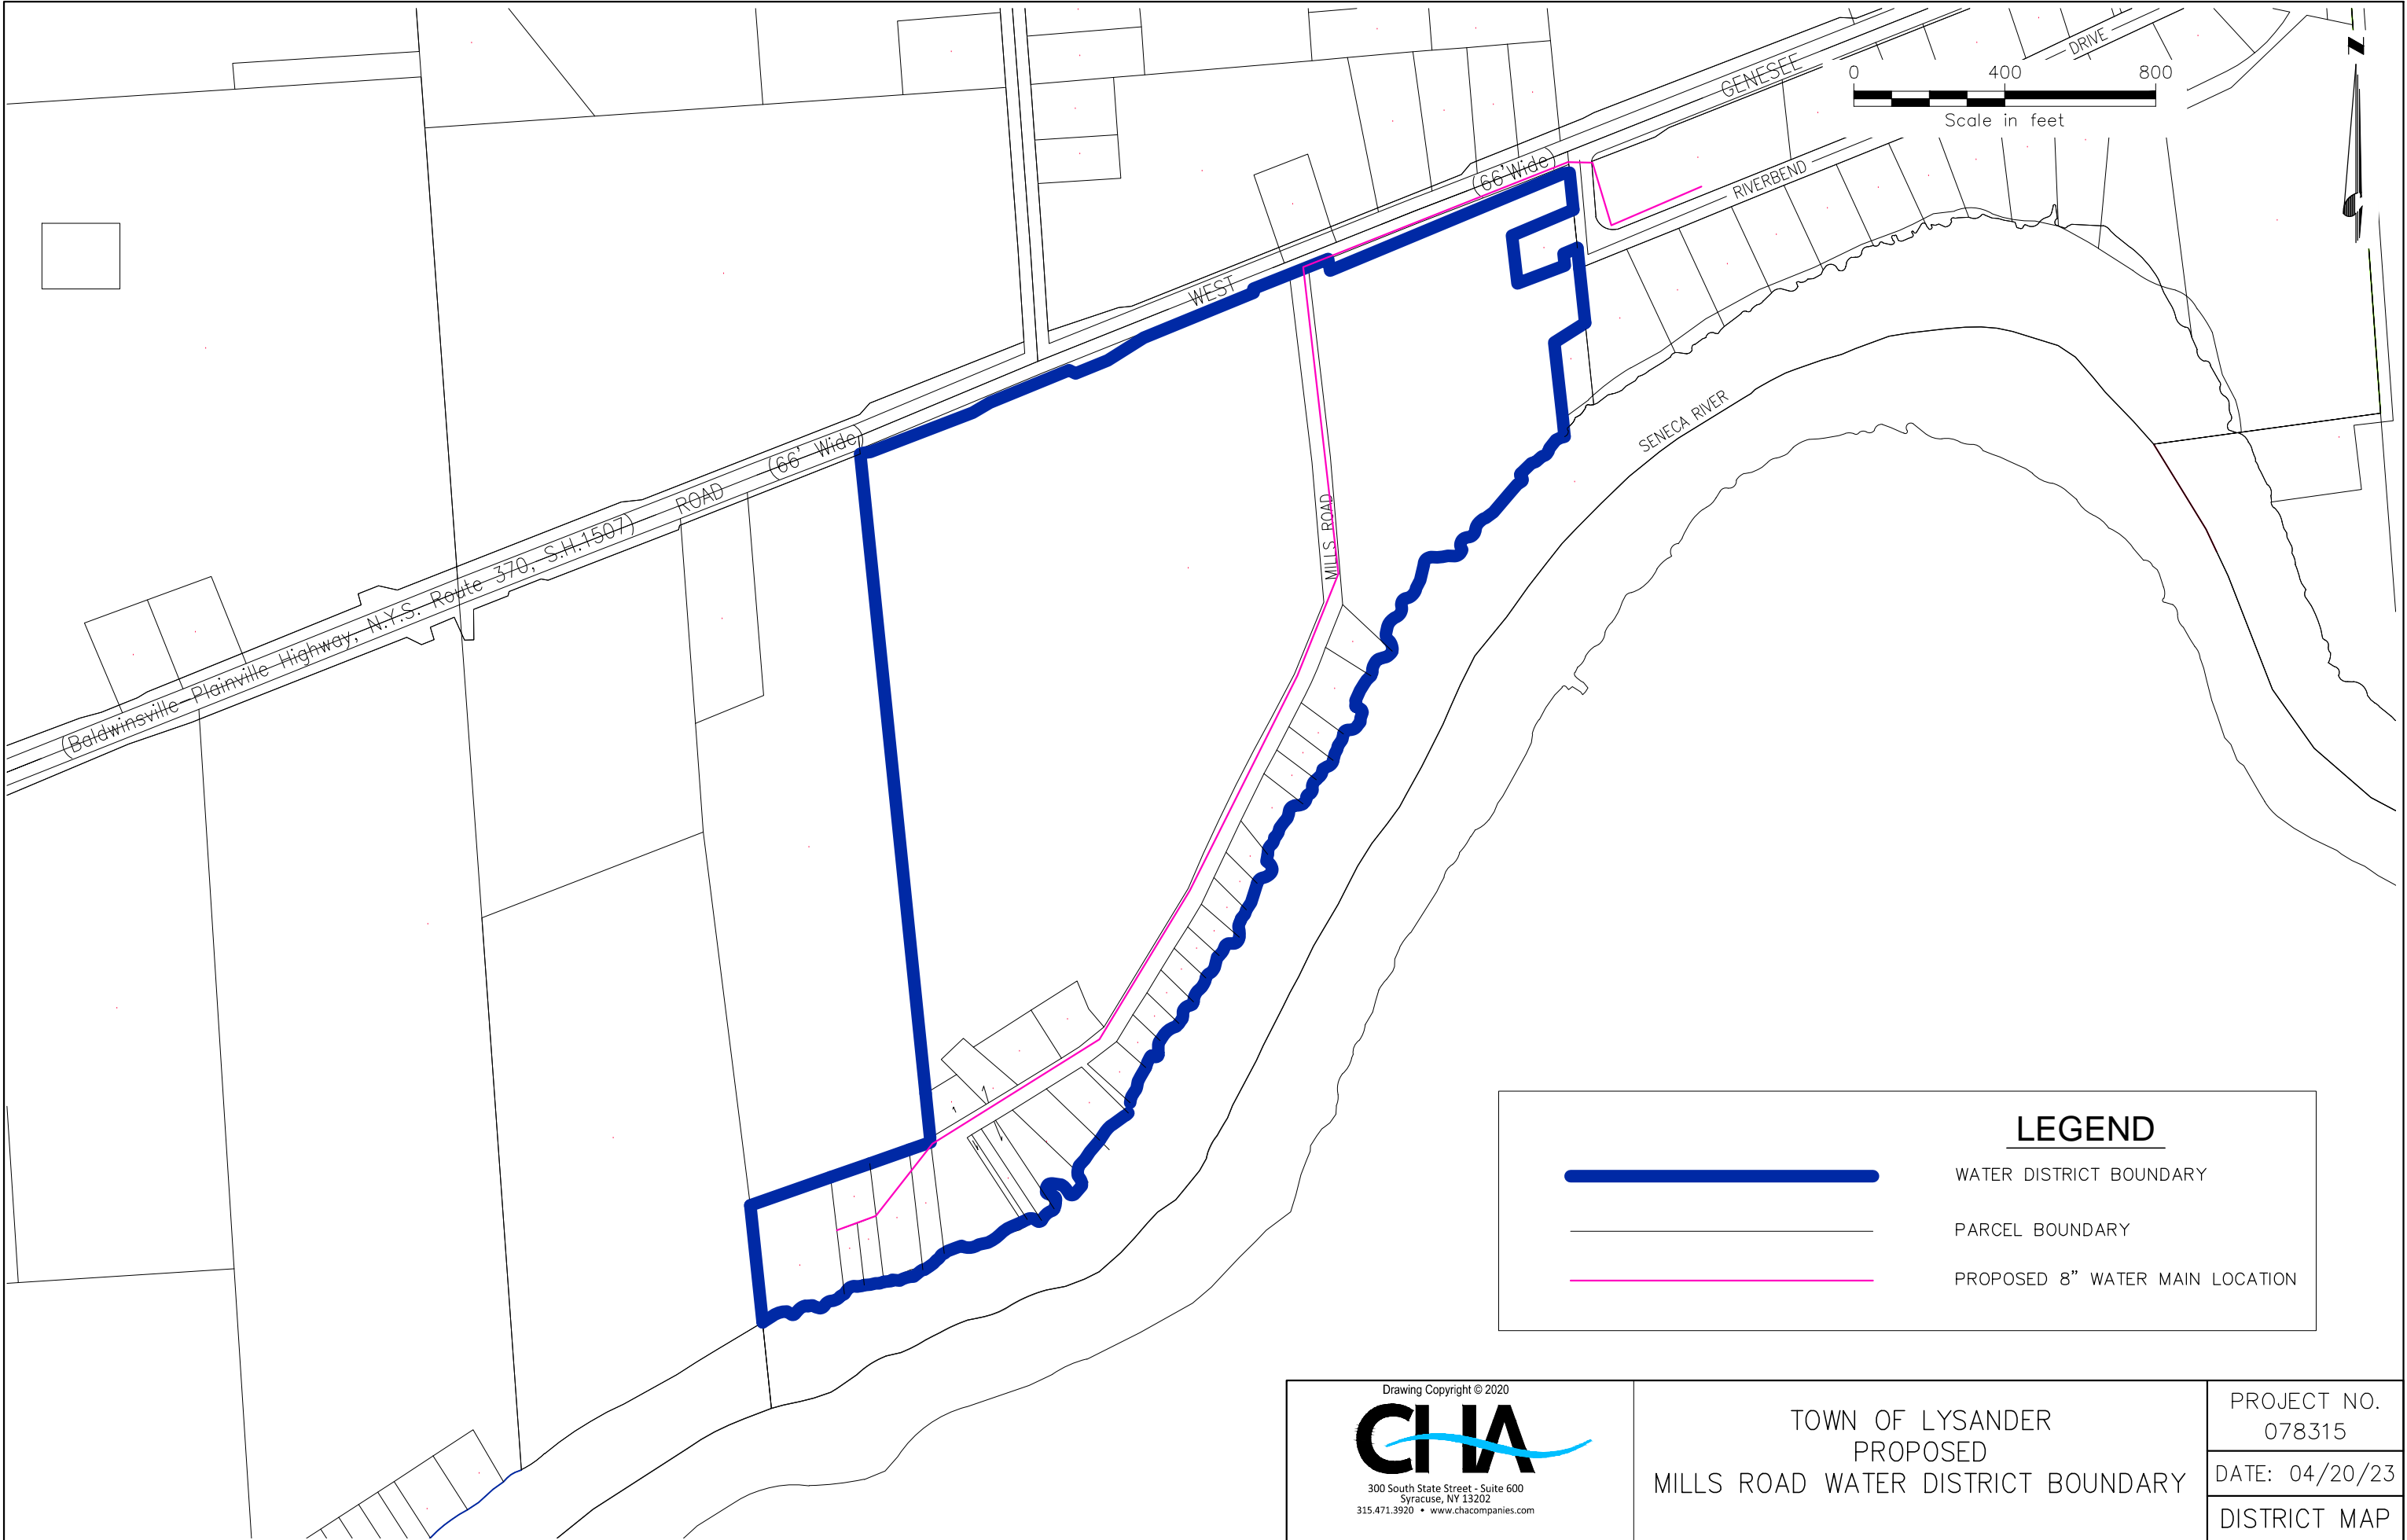 GENESEE
DRIVE
N
0 400 800
Scale in feet
(66'Wide)
RIVERBEND
WEST
SENECA RIVER
(66' Wide)
ROAD
MILLS ROAD
(Baldwinsville-Plainville Highway, N.Y.S. Route 370, S.H.1507)
LEGEND
WATER DISTRICT BOUNDARY
PARCEL BOUNDARY
PROPOSED 8" WATER MAIN LOCATION
Drawing Copyright © 2020
CHA
300 South State Street - Suite 600
Syracuse, NY 13202
315.471.3920 • www.chacompanies.com
TOWN OF LYSANDER
PROPOSED
MILLS ROAD WATER DISTRICT BOUNDARY
PROJECT NO.
078315
DATE: 04/20/23
DISTRICT MAP